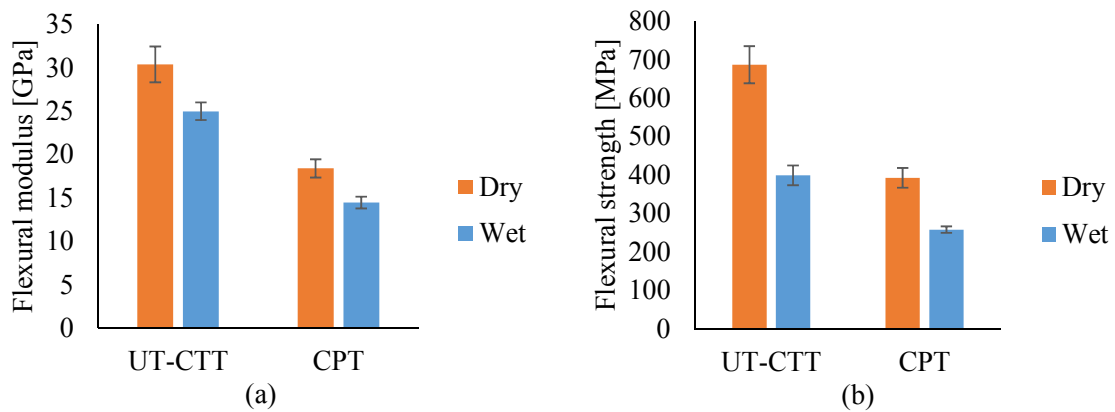 Flexural modulus [GPa]
35
30
25
20
15
10
5
0
UT-CTT CPT
Dry
Wet
(a)
Flexural strength [MPa]
800
700
600
500
400
300
200
100
0
UT-CTT CPT
Dry
Wet
(b)